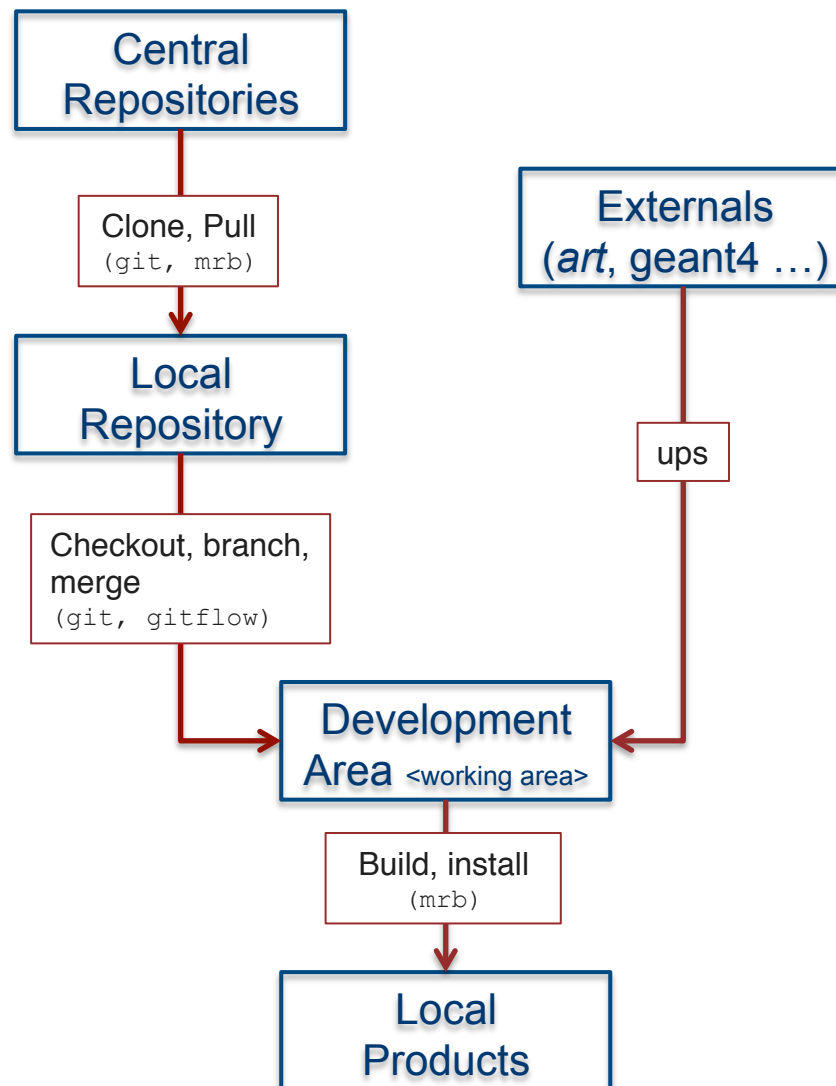 Central
Repositories
Clone, Pull
(git, mrb)
Externals
(art, geant4 …)
Local
Repository
ups
Checkout, branch,
merge
(git, gitflow)
Development
Area <working area>
Build, install
(mrb)
Local
Products